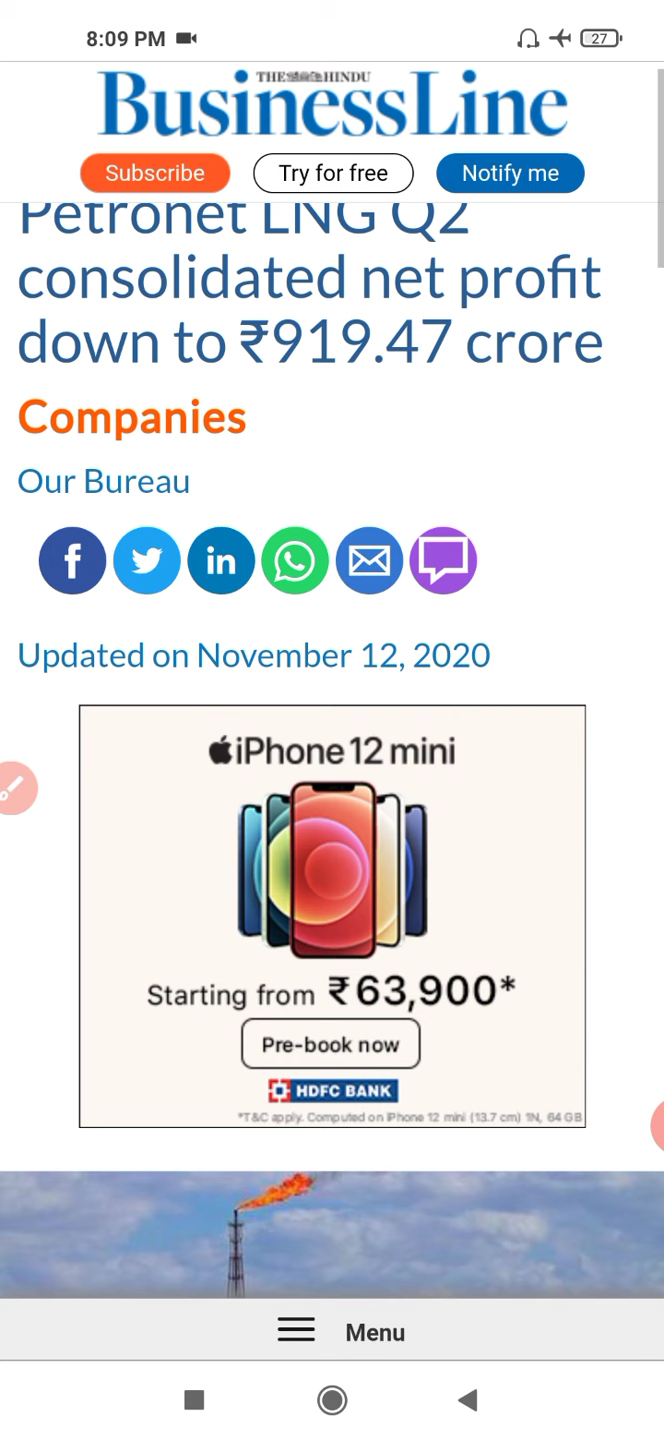 8:09 PM
27
THE HINDU
BusinessLine
Subscribe
Try for free
Notify me
Petronet LNG Q2
consolidated net profit
down to ₹919.47 crore
Companies
Our Bureau
Updated on November 12, 2020
iPhone 12 mini
Starting from ₹63,900*
Pre-book now
HDFC BANK
*T&C apply. Computed on iPhone 12 mini (13.7 cm) 1N, 64 GB
Menu